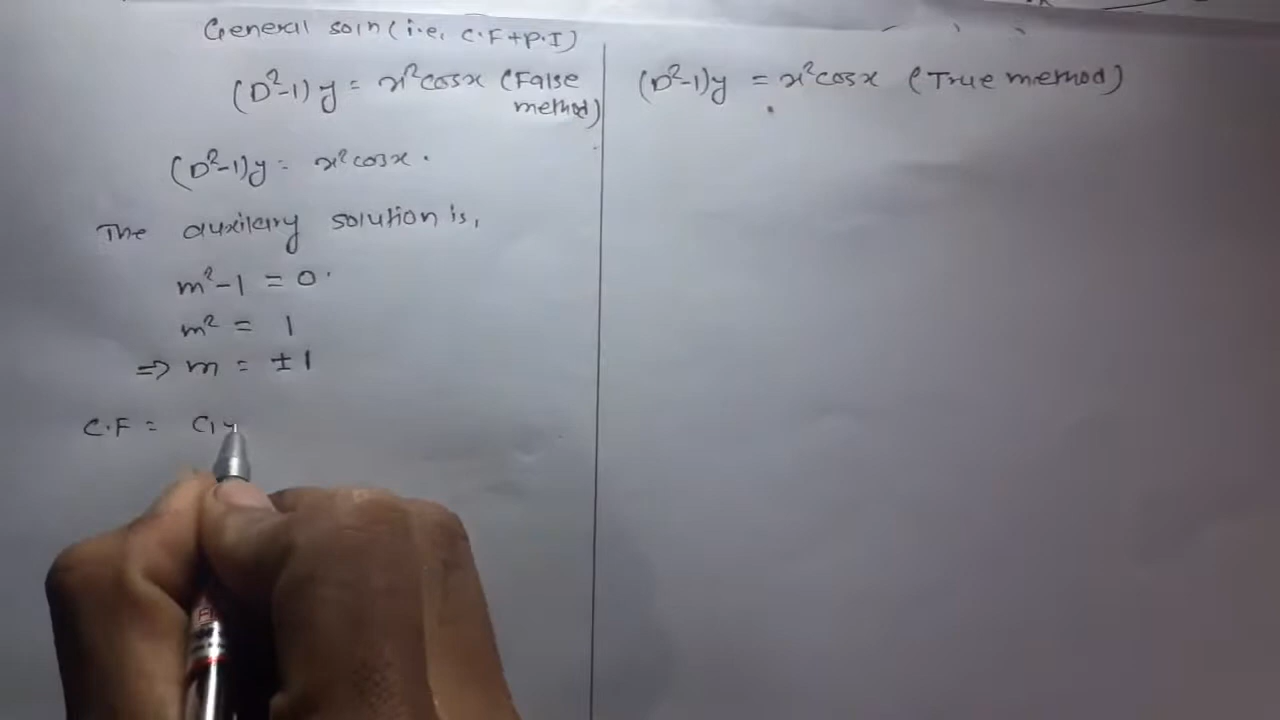 General soln (i.e, C.F+P.I)
(D²-1)y = x²cosx (False
method)
(D²-1)y = x²cosx.
The auxilary solution is,
m²-1 = 0.
m² = 1
⇒ m = ±1
C.F = C₁
(D²-1)y = x²cosx (True method)